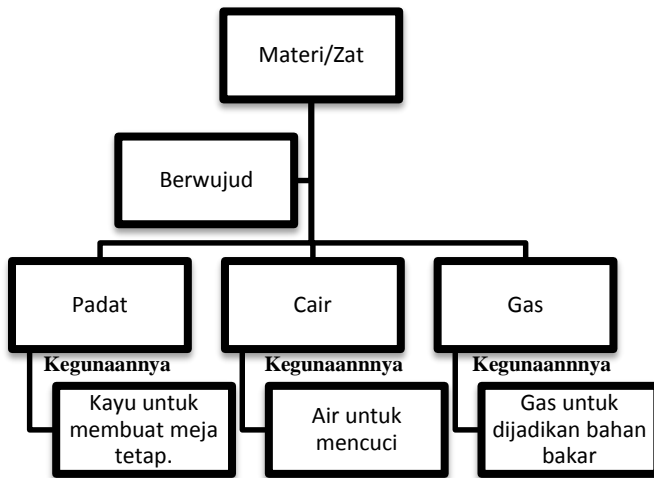 Materi/Zat
Berwujud
Padat
Cair
Gas
Kegunaannya
Kegunaannnya
Kegunaannnya
Kayu untuk
membuat meja
tetap.
Air untuk
mencuci
Gas untuk
dijadikan bahan
bakar